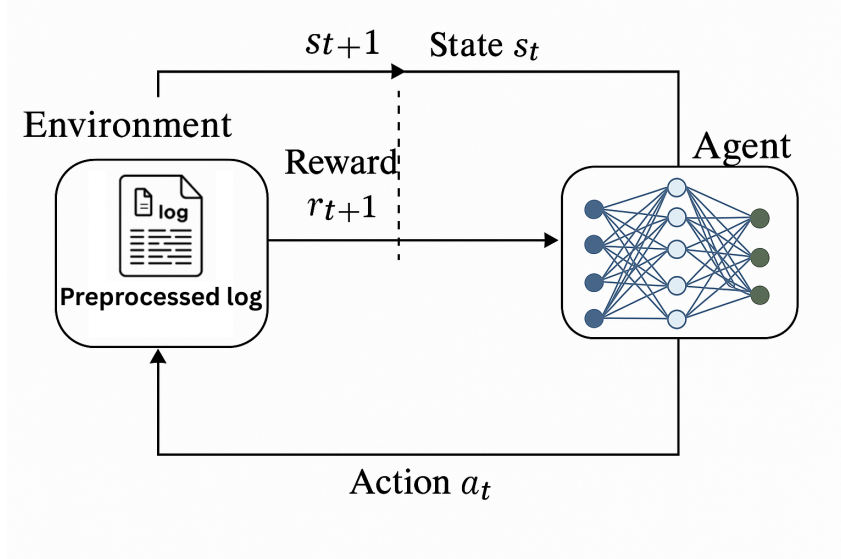 st+1
State st
Environment
Agent
Reward
rt+1
log
Preprocessed log
Action at